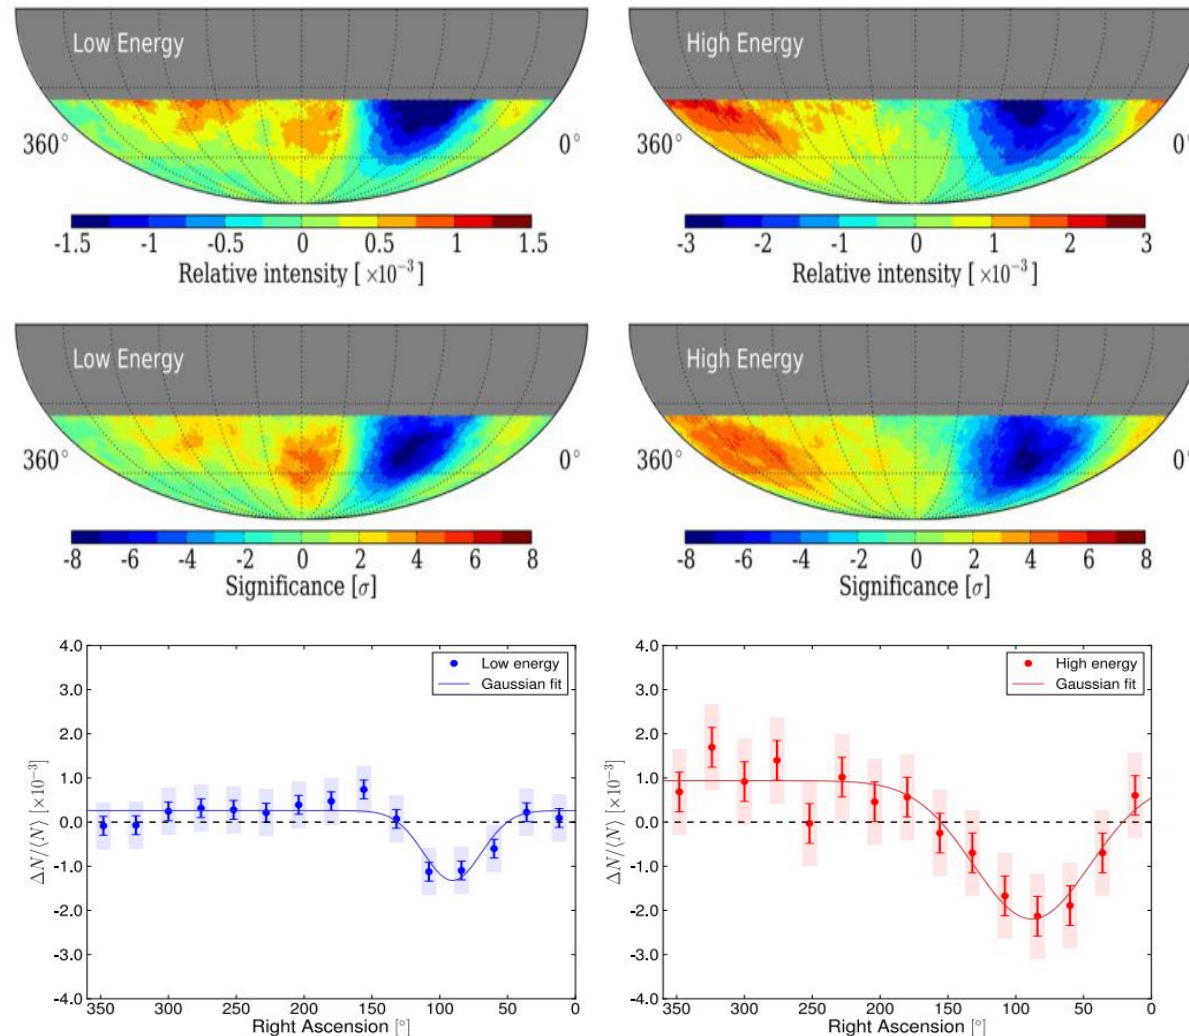 Low Energy
360°
0°
-1.5 -1 -0.5 0 0.5 1 1.5
Relative intensity [ ×10⁻³ ]
High Energy
360°
0°
-3 -2 -1 0 1 2 3
Relative intensity [ ×10⁻³ ]
Low Energy
360°
0°
-8 -6 -4 -2 0 2 4 6 8
Significance [σ]
High Energy
360°
0°
-8 -6 -4 -2 0 2 4 6 8
Significance [σ]
4.0
3.0
2.0
1.0
0.0
-1.0
-2.0
-3.0
-4.0
ΔN/⟨N⟩ [×10⁻³]
Low energy
Gaussian fit
350 300 250 200 150 100 50 0
Right Ascension [°]
4.0
3.0
2.0
1.0
0.0
-1.0
-2.0
-3.0
-4.0
ΔN/⟨N⟩ [×10⁻³]
High energy
Gaussian fit
350 300 250 200 150 100 50 0
Right Ascension [°]